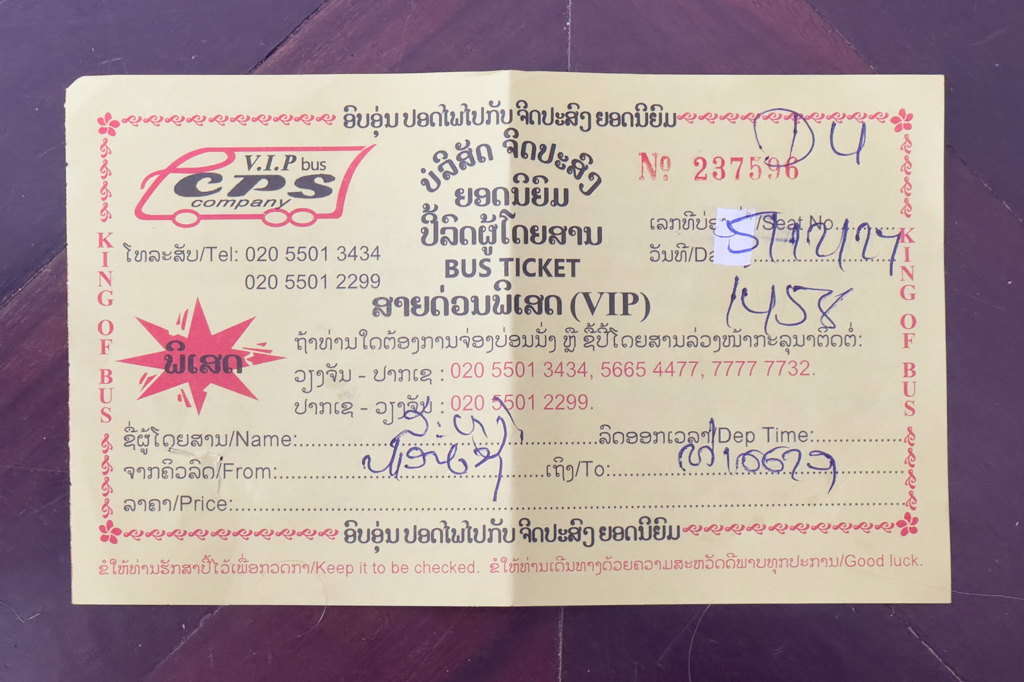 ອົບອຸ່ນ ປອດໄພໄປກັບ ຈິດປະສົງ ຍອດນິຍົມ
V.I.P bus
CPS
company
ບໍລິສັດ ຈິດປະສົງ
ຍອດນິຍົມ
ປີ້ລົດຜູ້ໂດຍສານ
BUS TICKET
ສາຍດ່ວນພິເສດ (VIP)
Nº 237596
ໂທລະສັບ/Tel: 020 5501 3434
020 5501 2299
/Seat No
ວັນທີ/Da
1458
KING OF BUS
KING OF BUS
ພິເສດ
ຖ້າທ່ານໃດຕ້ອງການຈ່ອງບ່ອນນັ່ງ ຫຼື ຊື້ປີ້ໂດຍສານລ່ວງໜ້າກະລຸນາຕິດຕໍ່:
ວຽງຈັນ - ປາກເຊ : 020 5501 3434, 5665 4477, 7777 7732.
ປາກເຊ - ວຽງຈັນ : 020 5501 2299.
ຊື່ຜູ້ໂດຍສານ/Name: ລົດອອກເວລາ/Dep Time:
ຈາກຄິວລົດ/From: ເຖິງ/To:
ລາຄາ/Price:
ອົບອຸ່ນ ປອດໄພໄປກັບ ຈິດປະສົງ ຍອດນິຍົມ
ຂໍໃຫ້ທ່ານຮັກສາປີ້ໄວ້ເພື່ອກວດກາ/Keep it to be checked. ຂໍໃຫ້ທ່ານເດີນທາງດ້ວຍຄວາມສະຫວັດດີພາບທຸກປະການ/Good luck.